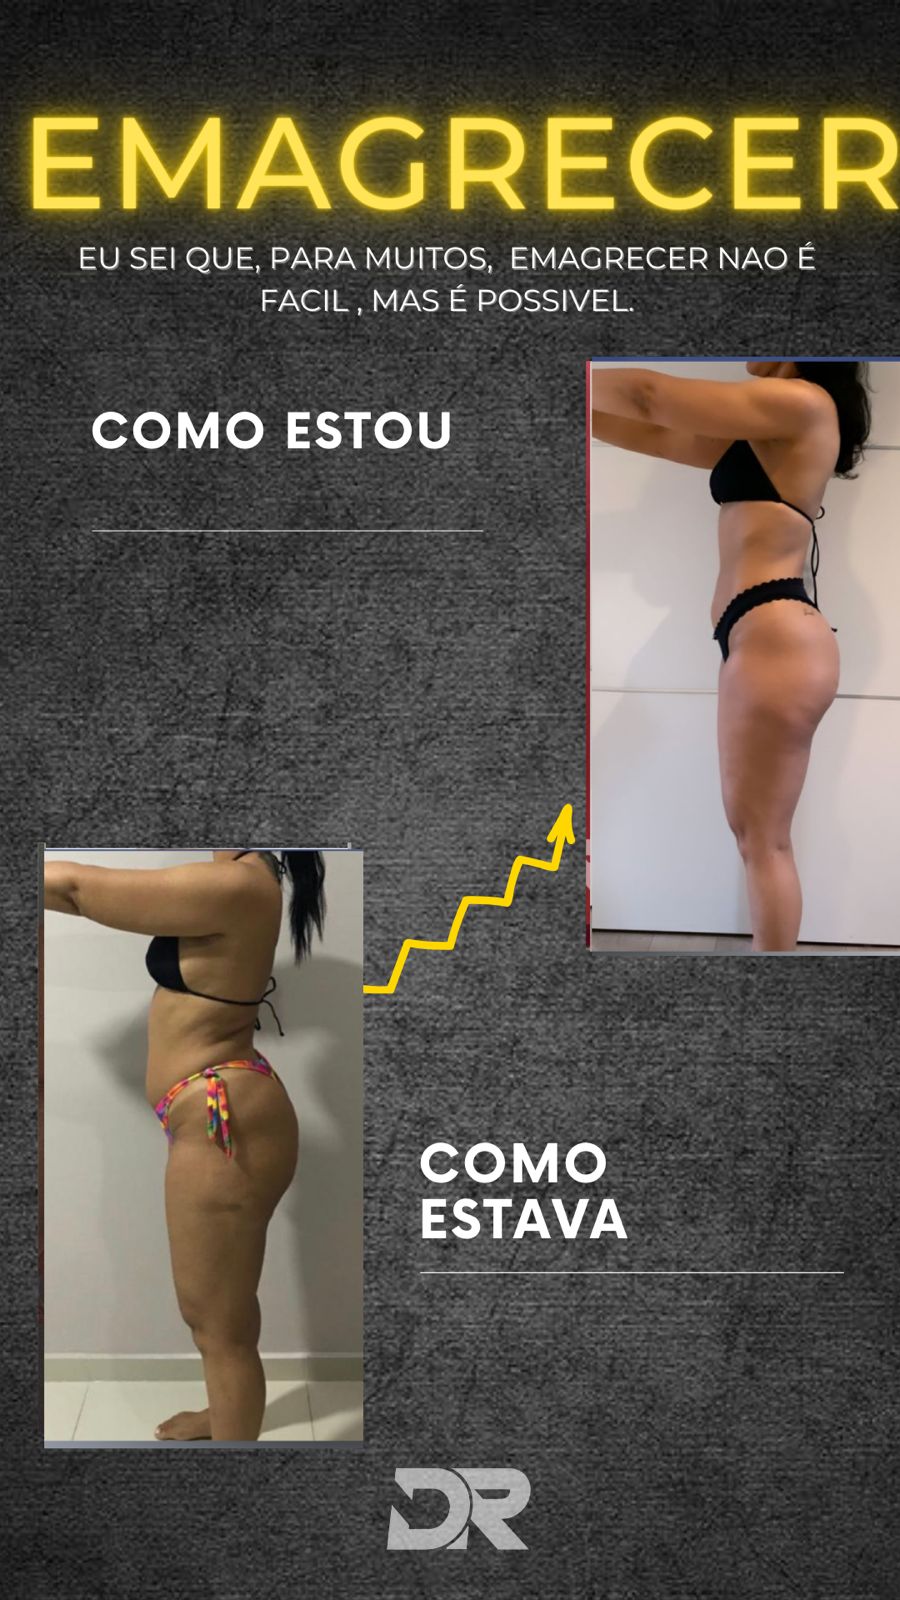 EMAGRECER
EU SEI QUE, PARA MUITOS, EMAGRECER NAO É
FACIL , MAS É POSSIVEL.
COMO ESTOU
COMO
ESTAVA
DR